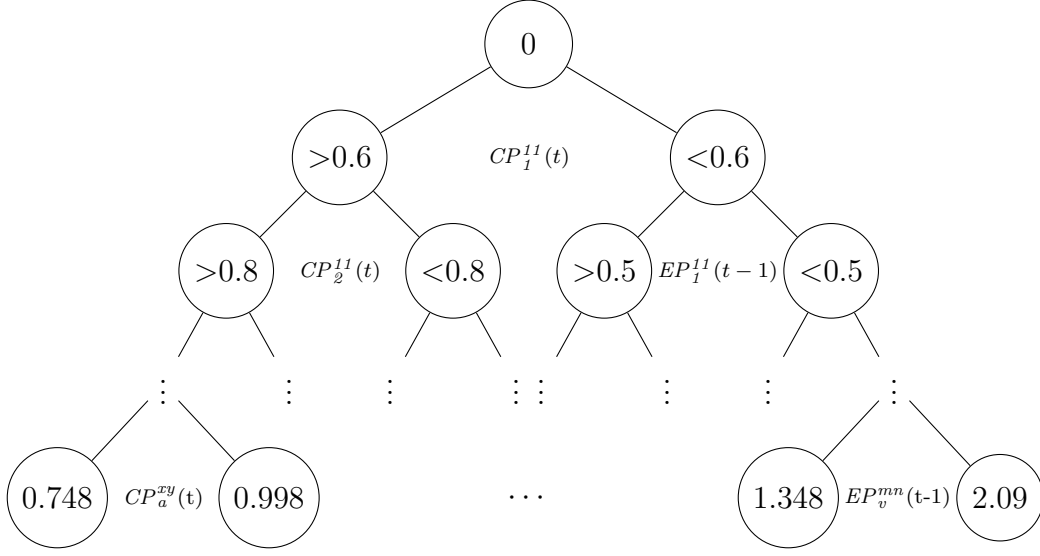 0
>0.6 CP_1^{11}(t) <0.6
>0.8 CP_2^{11}(t) <0.8 >0.5 EP_1^{11}(t − 1) <0.5
⋮ ⋮ ⋮ ⋮ ⋮ ⋮ ⋮ ⋮
0.748 CP_a^{xy}(t) 0.998 ... 1.348 EP_v^{mn}(t-1) 2.09